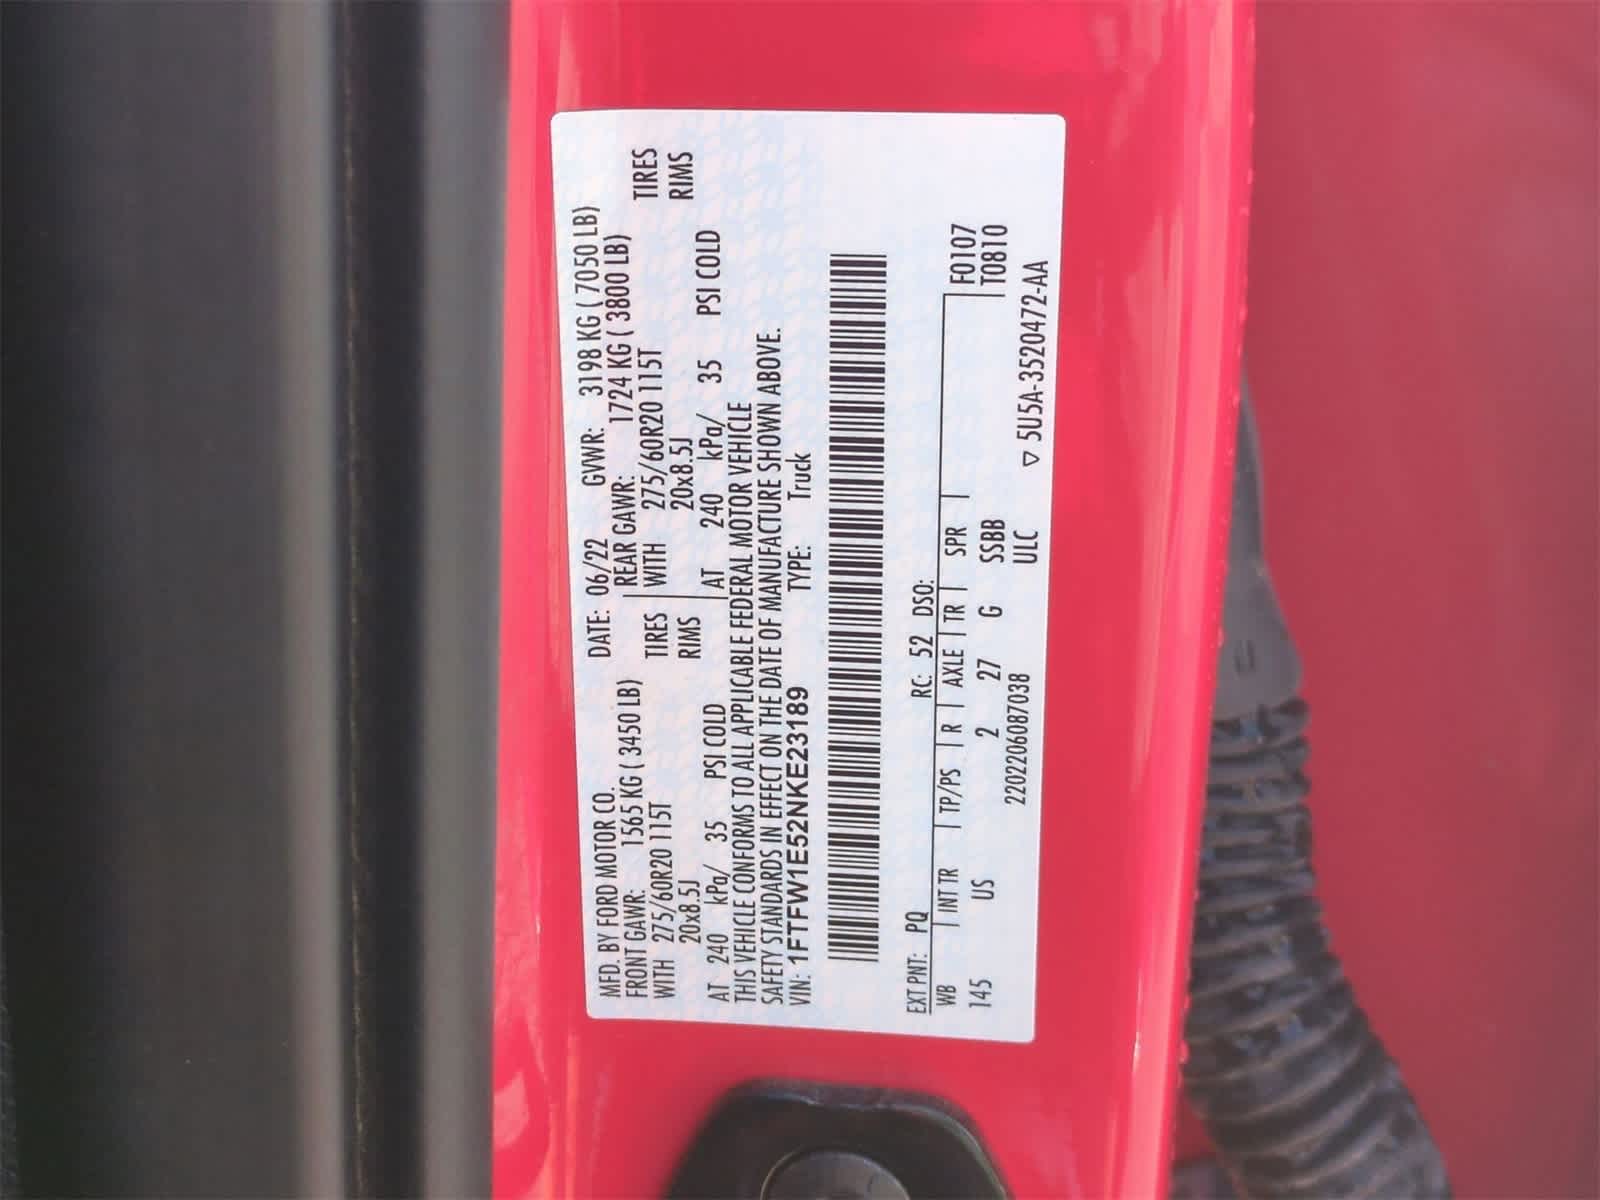 MFD. BY FORD MOTOR CO. DATE: 06/22 GVWR: 3198 KG ( 7050 LB)
FRONT GAWR: 1565 KG ( 3450 LB) REAR GAWR: 1724 KG ( 3800 LB)
WITH 275/60R20 115T TIRES WITH 275/60R20 115T TIRES
20x8.5J RIMS 20x8.5J RIMS
AT 240 kPa/ 35 PSI COLD AT 240 kPa/ 35 PSI COLD
THIS VEHICLE CONFORMS TO ALL APPLICABLE FEDERAL MOTOR VEHICLE
SAFETY STANDARDS IN EFFECT ON THE DATE OF MANUFACTURE SHOWN ABOVE.
VIN: 1FTFW1E52NKE23189 TYPE: Truck
EXT PNT: PQ RC: 52 DSO:
WB INT TR TP/PS R AXLE TR SPR F0107
145 US 2 27 G SSBB T0810
2202206087038 ULC ▽ 5U5A-3520472-AA